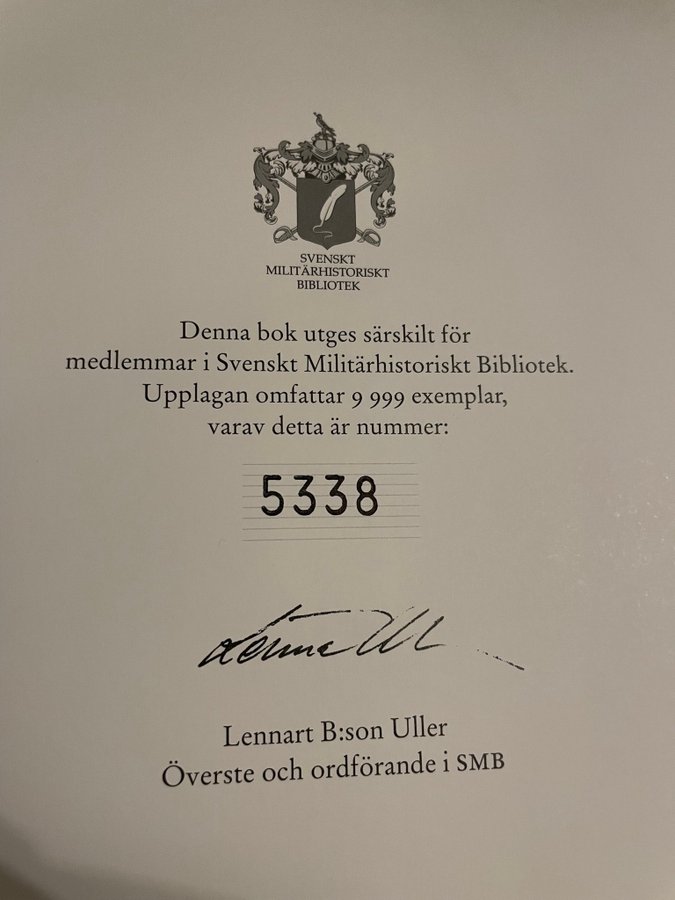 SVENSKT
MILITÄRHISTORISKT
BIBLIOTEK
Denna bok utges särskilt för
medlemmar i Svenskt Militärhistoriskt Bibliotek.
Upplagan omfattar 9 999 exemplar,
varav detta är nummer:
5338
Lennart B:son Uller
Överste och ordförande i SMB